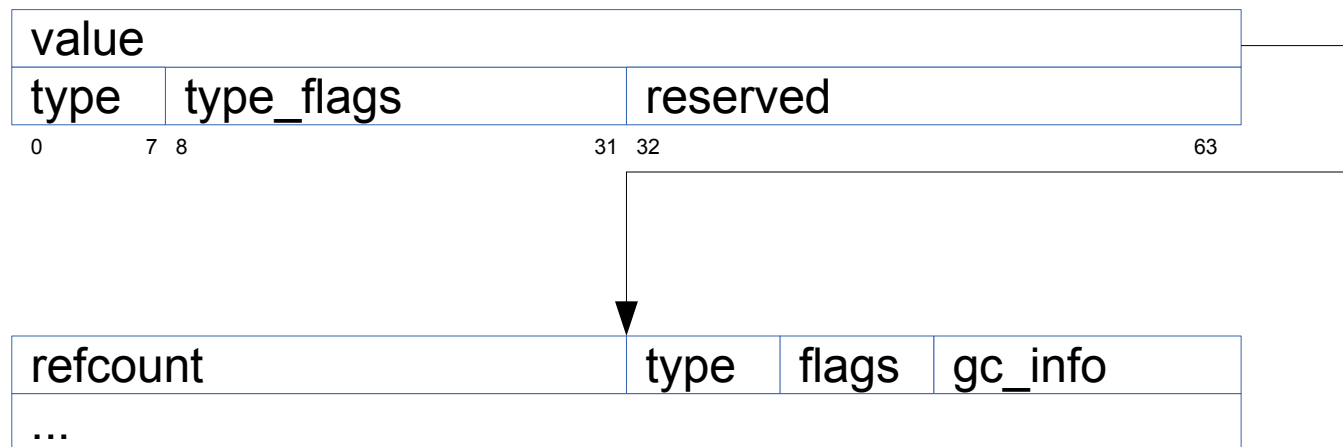 value
type type_flags reserved
0 7 8 31 32 63
refcount type flags gc_info
...